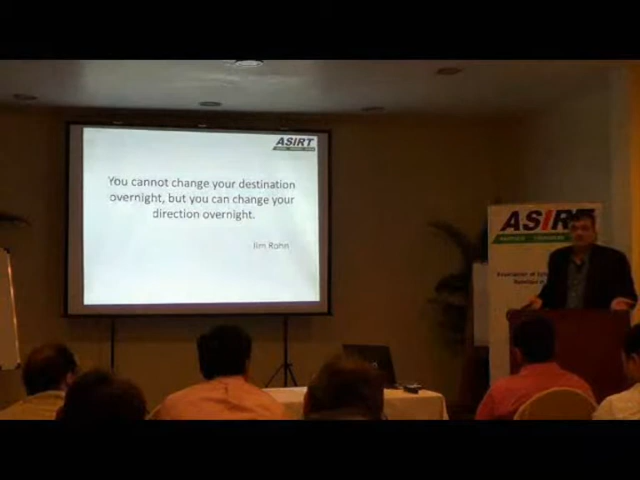 ASIRT
You cannot change your destination
overnight, but you can change your
direction overnight.
Jim Rohn
ASIRT